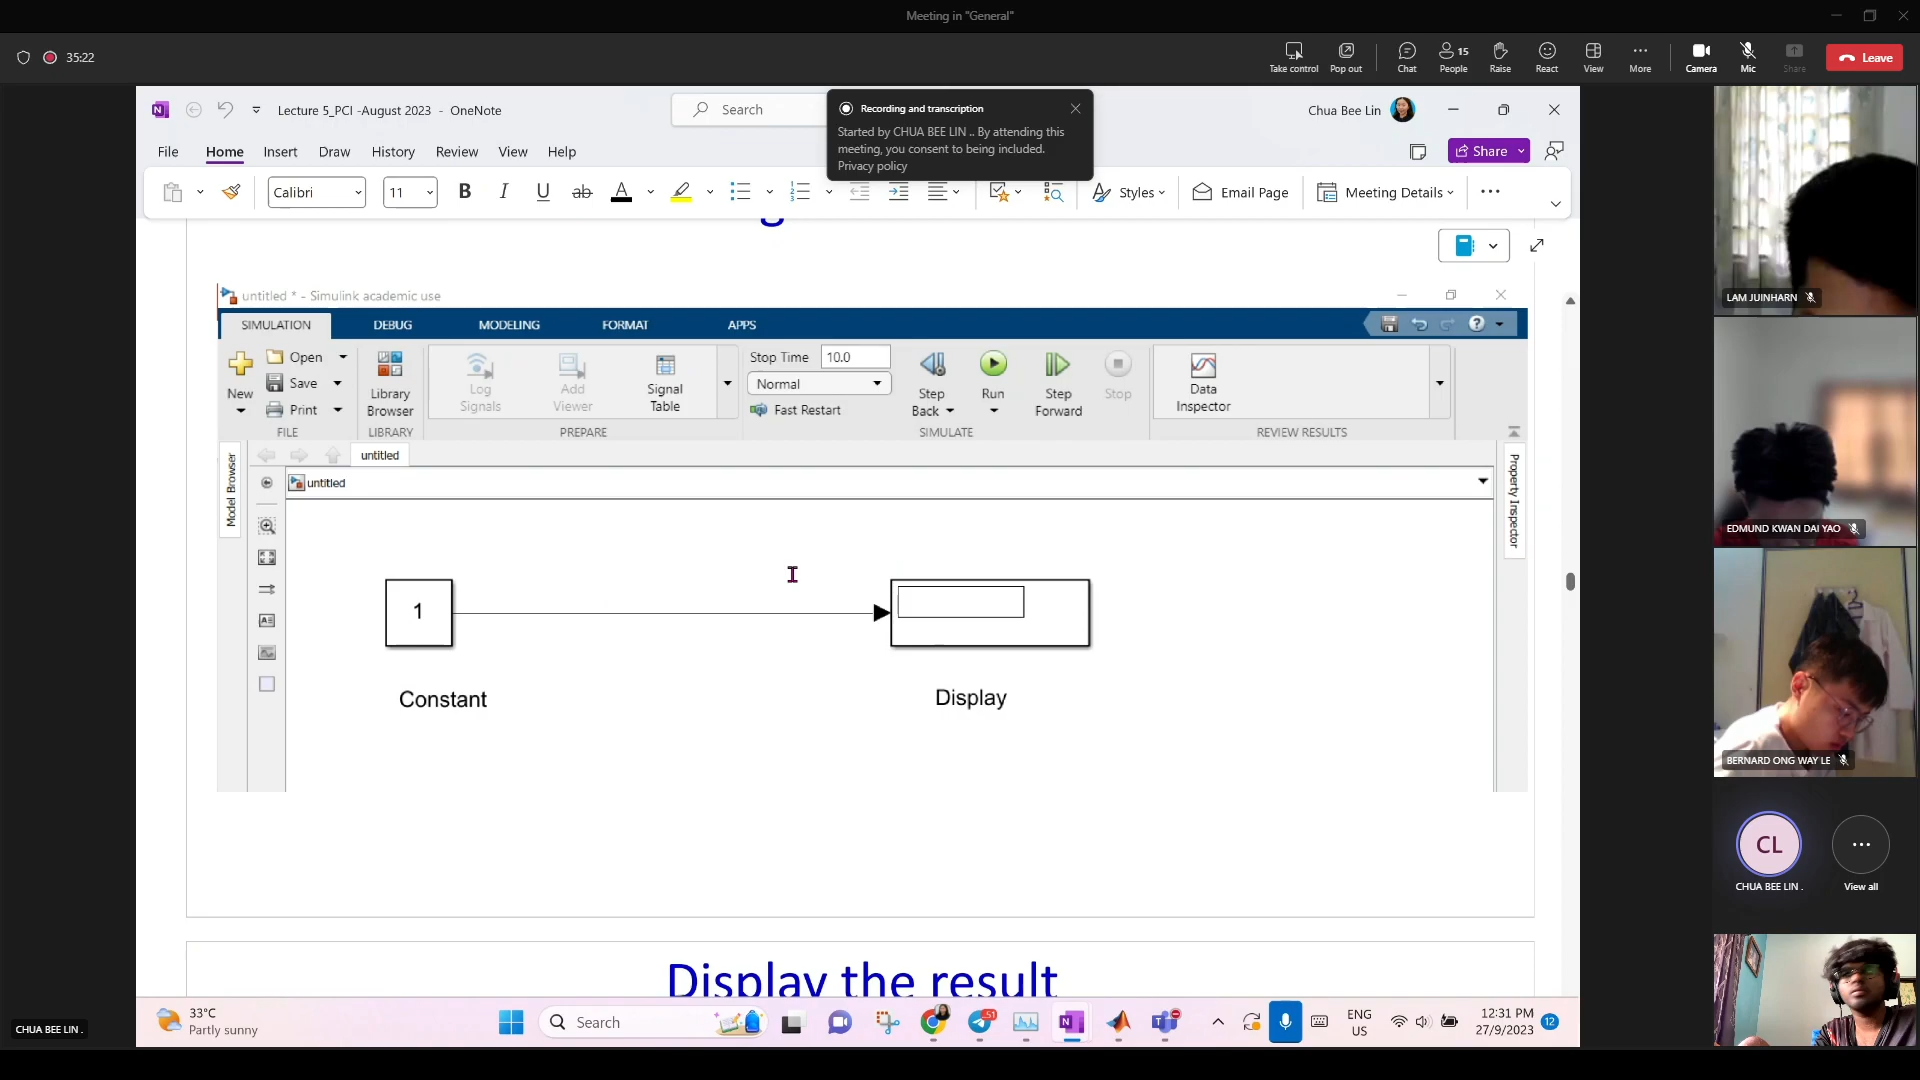 Meeting in "General"
35:22
Take control
Pop out
Chat
People 15
Raise
React
View
More
Camera
Mic
Share
Leave
Lecture 5_PCI -August 2023 - OneNote
Search
Recording and transcription
Started by CHUA BEE LIN .. By attending this
meeting, you consent to being included.
Privacy policy
Chua Bee Lin
File Home Insert Draw History Review View Help
Share
Calibri 11 B I U ab A
Styles
Email Page
Meeting Details
untitled * - Simulink academic use
SIMULATION DEBUG MODELING FORMAT APPS
New
Open
Save
Print
FILE
Library
Browser
LIBRARY
Log
Signals
Add
Viewer
Signal
Table
PREPARE
Stop Time 10.0
Normal
Fast Restart
Step
Back
Run
Step
Forward
Stop
SIMULATE
Data
Inspector
REVIEW RESULTS
untitled
untitled
Model Browser
Property Inspector
1
Constant
Display
Display the result
LAM JUINHARN
EDMUND KWAN DAI YAO
BERNARD ONG WAY LE
CL
CHUA BEE LIN .
View all
CHUA BEE LIN .
33°C
Partly sunny
Search
51
ENG
US
12:31 PM
27/9/2023
12